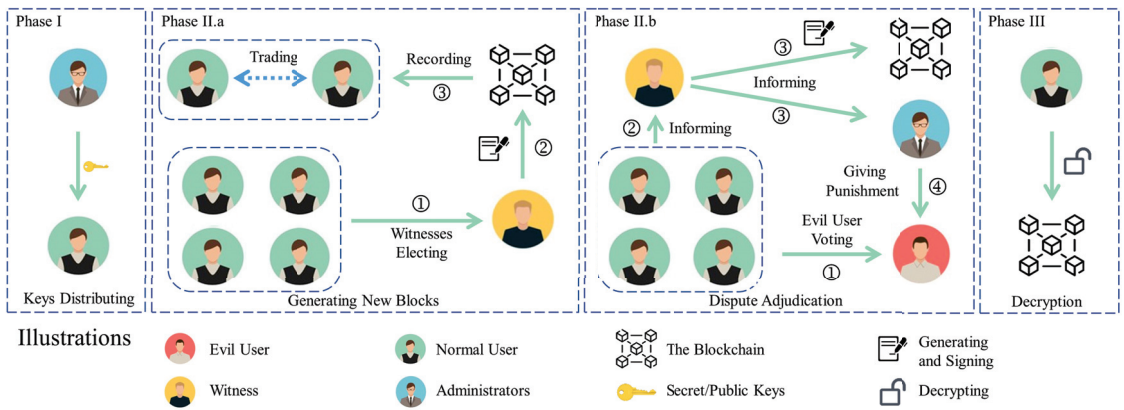 Phase I
Keys Distributing
Phase II.a
Trading
Recording
③
②
①
Witnesses
Electing
Generating New Blocks
Phase II.b
③
Informing
③
②
Informing
Giving
Punishment
④
Evil User
Voting
①
Dispute Adjudication
Phase III
Decryption
Illustrations
Evil User
Normal User
The Blockchain
Generating
and Signing
Witness
Administrators
Secret/Public Keys
Decrypting